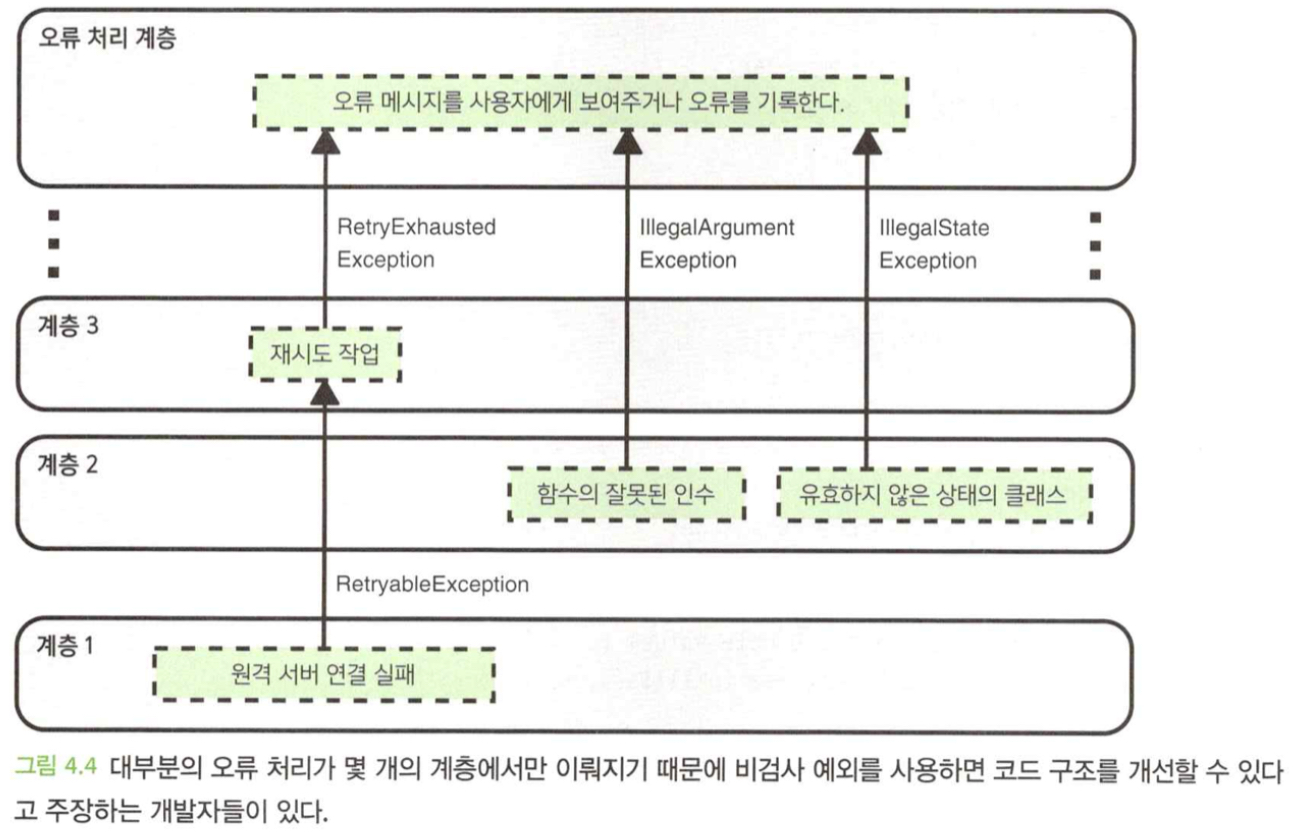 오류 처리 계층
오류 메시지를 사용자에게 보여주거나 오류를 기록한다.
RetryExhausted
Exception
IllegalArgument
Exception
IllegalState
Exception
계층 3
재시도 작업
계층 2
함수의 잘못된 인수
유효하지 않은 상태의 클래스
RetryableException
계층 1
원격 서버 연결 실패
그림 4.4 대부분의 오류 처리가 몇 개의 계층에서만 이뤄지기 때문에 비검사 예외를 사용하면 코드 구조를 개선할 수 있다
고 주장하는 개발자들이 있다.